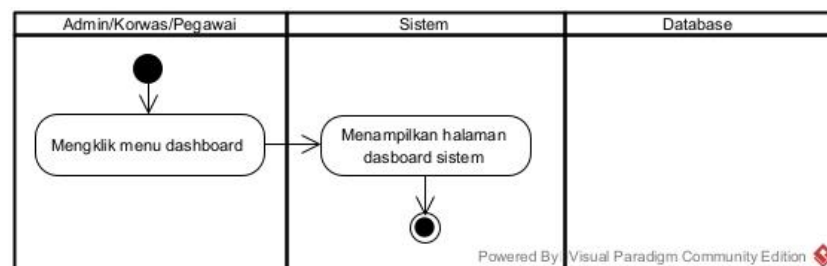 Admin/Korwas/Pegawai
Sistem
Database
Mengklik menu dashboard
Menampilkan halaman
dasboard sistem
Powered By Visual Paradigm Community Edition